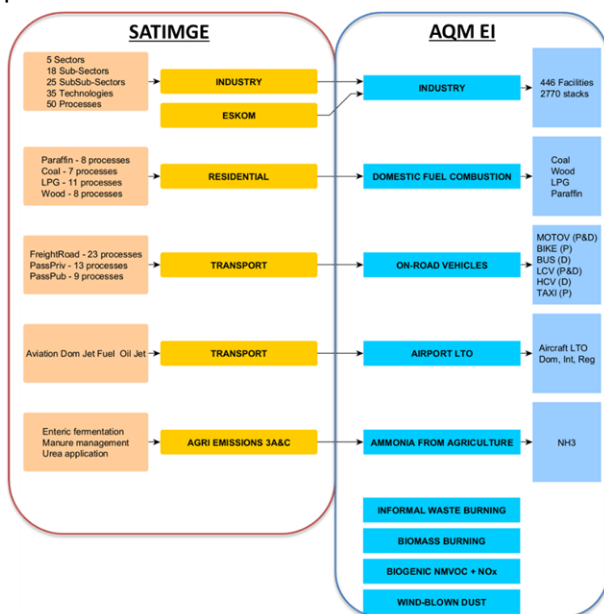 SATIMGE
AQM EI
5 Sectors
18 Sub-Sectors
25 SubSub-Sectors
35 Technologies
50 Processes
INDUSTRY
ESKOM
INDUSTRY
446 Facilities
2770 stacks
Paraffin - 8 processes
Coal - 7 processes
LPG - 11 processes
Wood - 8 processes
RESIDENTIAL
DOMESTIC FUEL COMBUSTION
Coal
Wood
LPG
Paraffin
FreightRoad - 23 processes
PassPriv - 13 processes
PassPub - 9 processes
TRANSPORT
ON-ROAD VEHICLES
MOTOV (P&D)
BIKE (P)
BUS (D)
LCV (P&D)
HCV (D)
TAXI (P)
Aviation Dom Jet Fuel Oil Jet
TRANSPORT
AIRPORT LTO
Aircraft LTO
Dom, Int, Reg
Enteric fermentation
Manure management
Urea application
AGRI EMISSIONS 3A&C
AMMONIA FROM AGRICULTURE
NH3
INFORMAL WASTE BURNING
BIOMASS BURNING
BIOGENIC NMVOC + NOx
WIND-BLOWN DUST